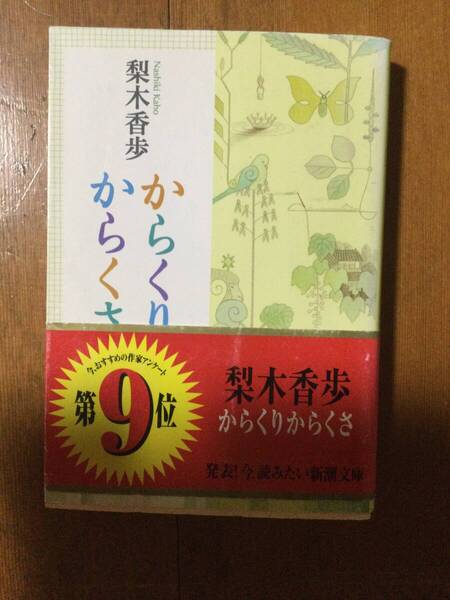 梨木香歩
Nashiki Kaho
からくり
からくさ
今、おすすめの作家アンケート
第9位
梨木香歩
からくりからくさ
発表!今、読みたい新潮文庫